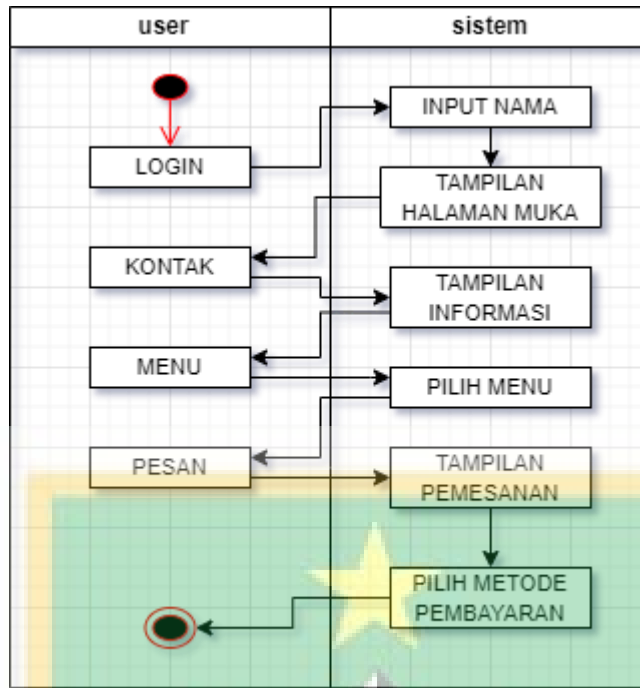 user
sistem
INPUT NAMA
LOGIN
TAMPILAN
HALAMAN MUKA
KONTAK
TAMPILAN
INFORMASI
MENU
PILIH MENU
PESAN
TAMPILAN
PEMESANAN
PILIH METODE
PEMBAYARAN